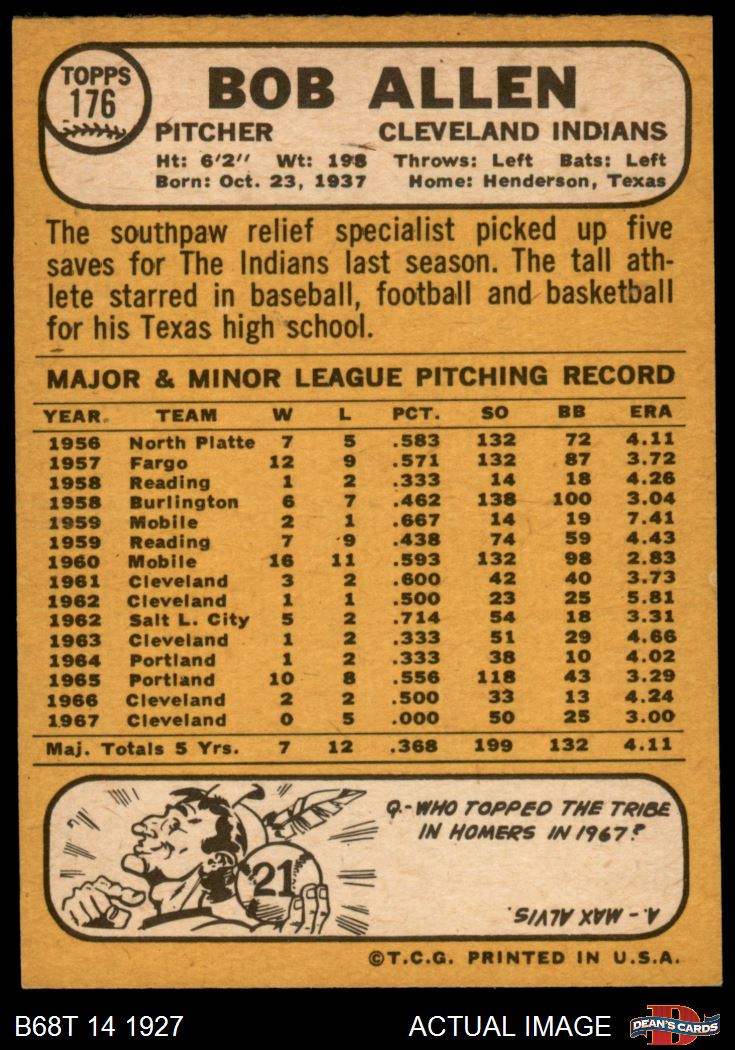 TOPPS
176
BOB ALLEN
PITCHER CLEVELAND INDIANS
Ht: 6'2'' Wt: 198 Throws: Left Bats: Left
Born: Oct. 23, 1937 Home: Henderson, Texas
The southpaw relief specialist picked up five
saves for The Indians last season. The tall ath-
lete starred in baseball, football and basketball
for his Texas high school.
MAJOR & MINOR LEAGUE PITCHING RECORD
YEAR TEAM W L PCT. SO BB ERA
1956 North Platte 7 5 .583 132 72 4.11
1957 Fargo 12 9 .571 132 87 3.72
1958 Reading 1 2 .333 14 18 4.26
1958 Burlington 6 7 .462 138 100 3.04
1959 Mobile 2 1 .667 14 19 7.41
1959 Reading 7 9 .438 74 59 4.43
1960 Mobile 16 11 .593 132 98 2.83
1961 Cleveland 3 2 .600 42 40 3.73
1962 Cleveland 1 1 .500 23 25 5.81
1962 Salt L. City 5 2 .714 54 18 3.31
1963 Cleveland 1 2 .333 51 29 4.66
1964 Portland 1 2 .333 38 10 4.02
1965 Portland 10 8 .556 118 43 3.29
1966 Cleveland 2 2 .500 33 13 4.24
1967 Cleveland 0 5 .000 50 25 3.00
Maj. Totals 5 Yrs. 7 12 .368 199 132 4.11
Q.- WHO TOPPED THE TRIBE
IN HOMERS IN 1967?
21
A. - MAX ALVIS.
©T.C.G. PRINTED IN U.S.A.
B68T 14 1927 ACTUAL IMAGE
D
DEAN'S CARDS